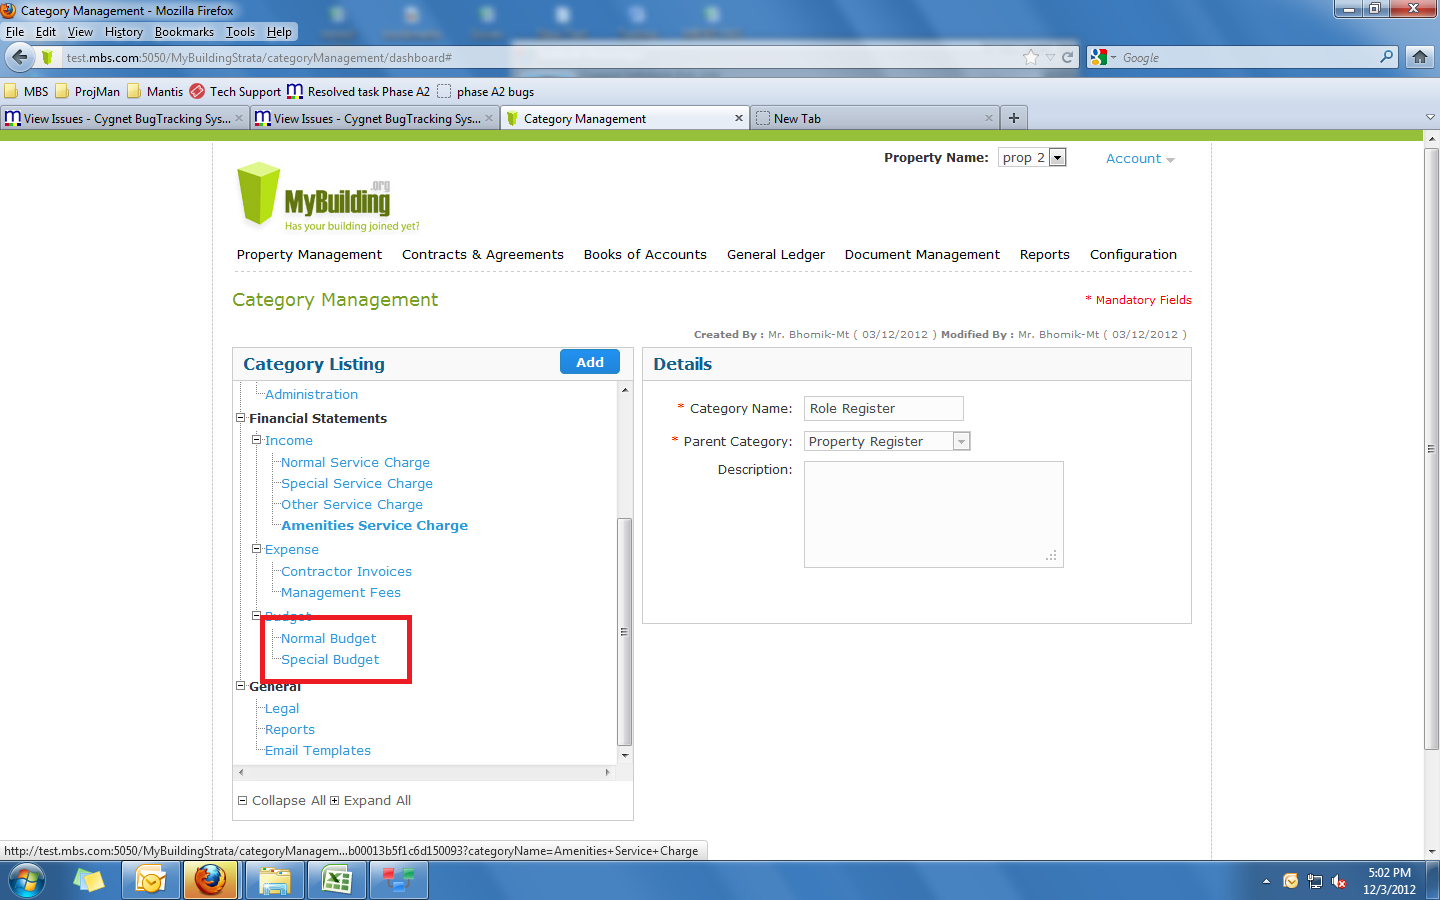 Category Management - Mozilla Firefox
File Edit View History Bookmarks Tools Help
test.mbs.com:5050/MyBuildingStrata/categoryManagement/dashboard#
Google
MBS ProjMan Mantis Tech Support Resolved task Phase A2 phase A2 bugs
View Issues - Cygnet BugTracking Sys... View Issues - Cygnet BugTracking Sys... Category Management New Tab
Property Name: prop 2 Account
MyBuilding.org
Has your building joined yet?
Property Management Contracts & Agreements Books of Accounts General Ledger Document Management Reports Configuration
Category Management
* Mandatory Fields
Created By : Mr. Bhomik-Mt ( 03/12/2012 ) Modified By : Mr. Bhomik-Mt ( 03/12/2012 )
Category Listing
Add
Administration
Financial Statements
Income
Normal Service Charge
Special Service Charge
Other Service Charge
Amenities Service Charge
Expense
Contractor Invoices
Management Fees
Budget
Normal Budget
Special Budget
General
Legal
Reports
Email Templates
Collapse All Expand All
Details
* Category Name: Role Register
* Parent Category: Property Register
Description:
http://test.mbs.com:5050/MyBuildingStrata/categoryManagem...b00013b5f1c6d150093?categoryName=Amenities+Service+Charge
5:02 PM
12/3/2012